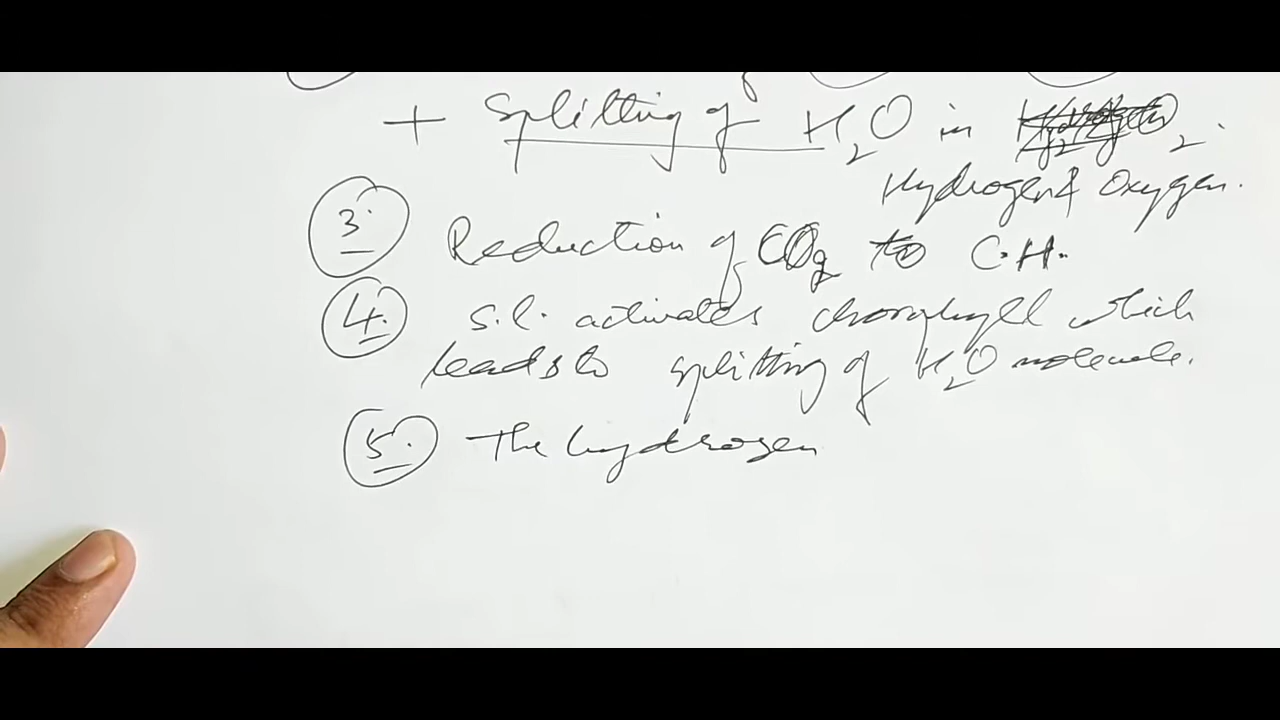 + Splitting of H₂O in
Hydrogen & Oxygen.
3. Reduction of CO₂ to C.H.
4. S.l. activates chorophyll which
leads to splitting of H₂O molecule.
5. The hydrogen